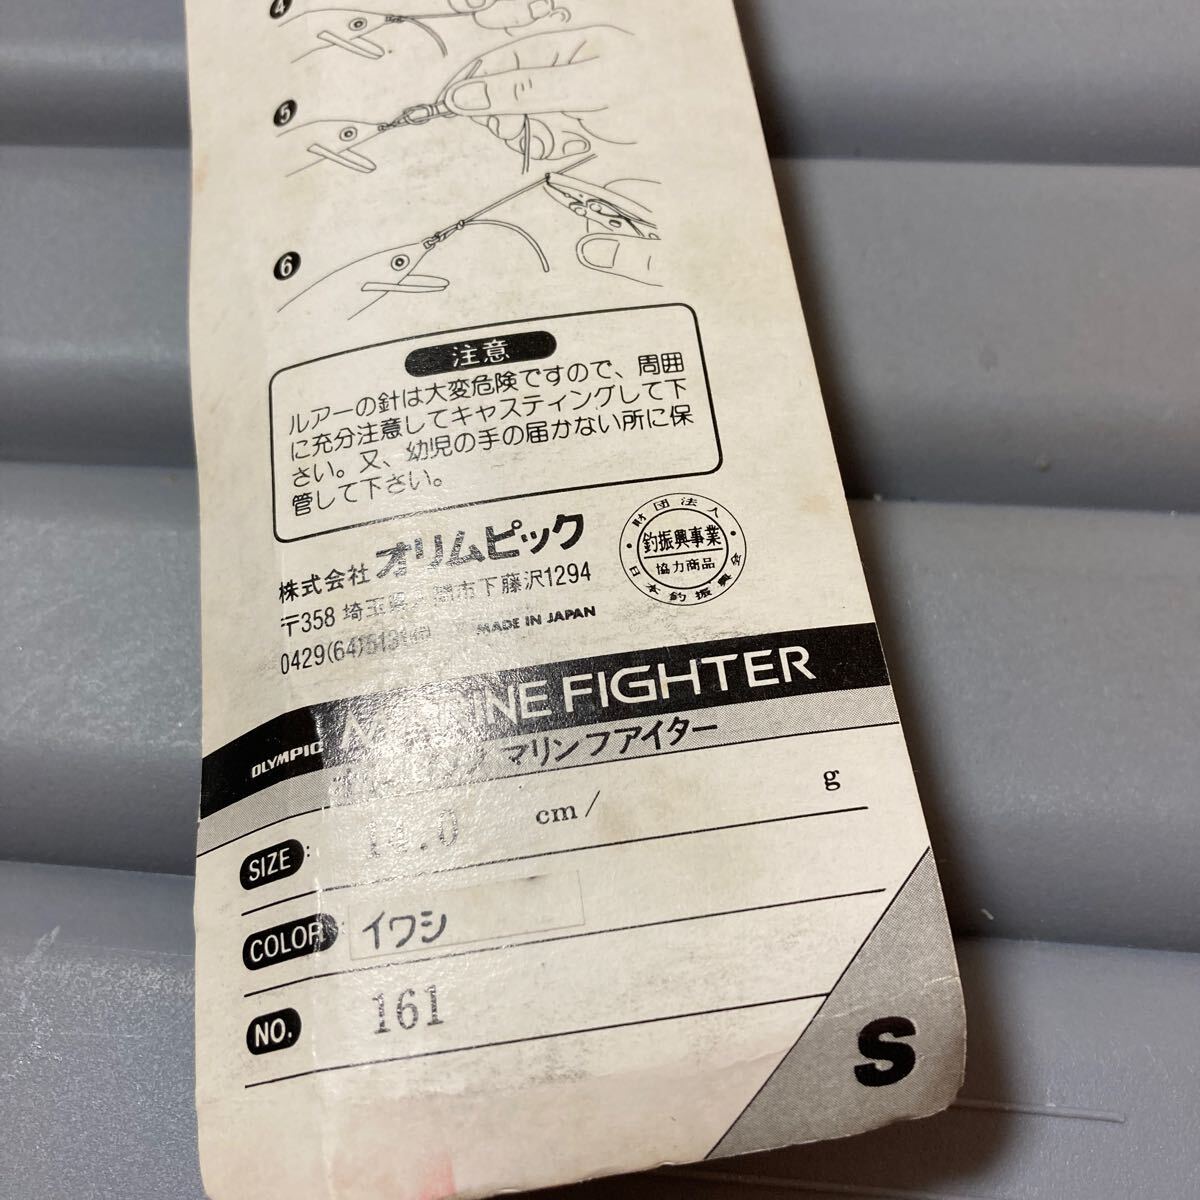 4
5
6
注意
ルアーの針は大変危険ですので、周囲
に充分注意してキャスティングして下
さい。又、幼児の手の届かない所に保
管して下さい。
株式会社 オリムピック
〒358 埼玉県 間市下藤沢1294
0429(64)
MADE IN JAPAN
財団法人
釣振興事業
協力商品
日本釣振興会
OLYMPIC MARINE FIGHTER
マリンファイター
SIZE: cm/ g
COLOR イワシ
NO. 161
S